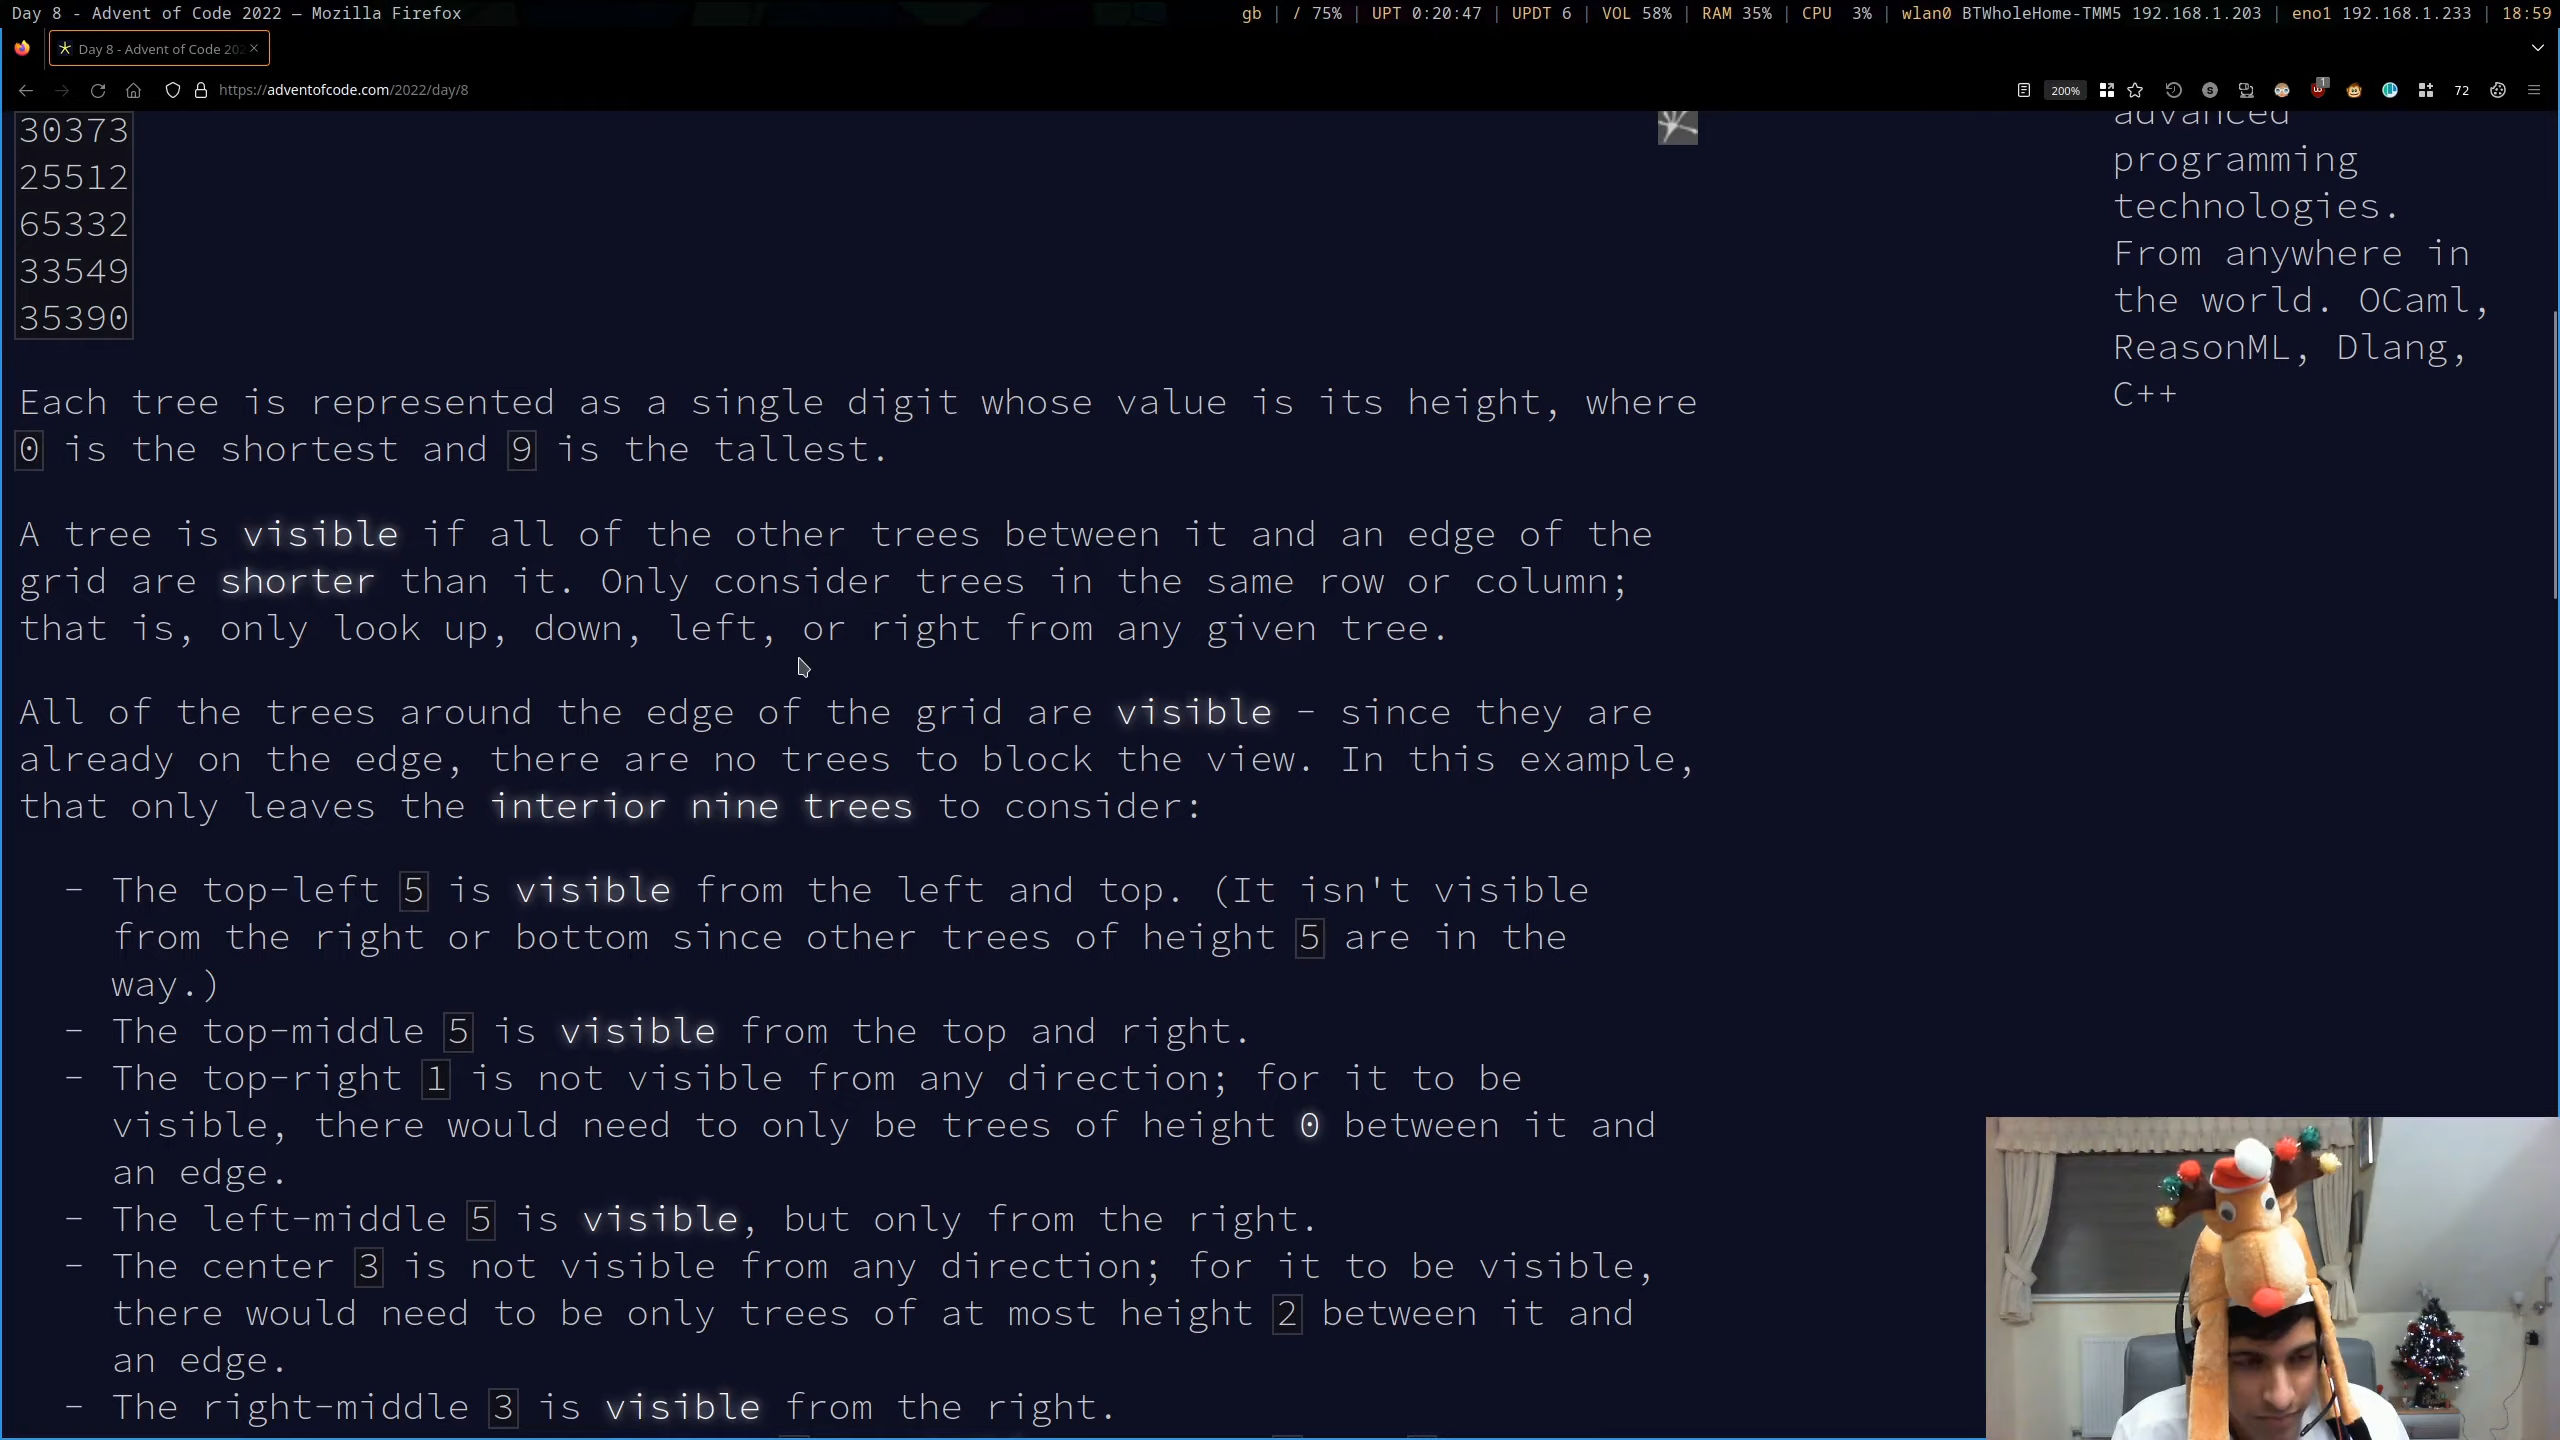 Day 8 - Advent of Code 2022 — Mozilla Firefox
gb | / 75% | UPT 0:20:47 | UPDT 6 | VOL 58% | RAM 35% | CPU 3% | wlan0 BTWholeHome-TMM5 192.168.1.203 | eno1 192.168.1.233 | 18:59
Day 8 - Advent of Code 202
https://adventofcode.com/2022/day/8
200%
1
72
30373
25512
65332
33549
35390
Each tree is represented as a single digit whose value is its height, where
0 is the shortest and 9 is the tallest.
A tree is visible if all of the other trees between it and an edge of the
grid are shorter than it. Only consider trees in the same row or column;
that is, only look up, down, left, or right from any given tree.
All of the trees around the edge of the grid are visible - since they are
already on the edge, there are no trees to block the view. In this example,
that only leaves the interior nine trees to consider:
- The top-left 5 is visible from the left and top. (It isn't visible
from the right or bottom since other trees of height 5 are in the
way.)
- The top-middle 5 is visible from the top and right.
- The top-right 1 is not visible from any direction; for it to be
visible, there would need to only be trees of height 0 between it and
an edge.
- The left-middle 5 is visible, but only from the right.
- The center 3 is not visible from any direction; for it to be visible,
there would need to be only trees of at most height 2 between it and
an edge.
- The right-middle 3 is visible from the right.
advanced
programming
technologies.
From anywhere in
the world. OCaml,
ReasonML, Dlang,
C++